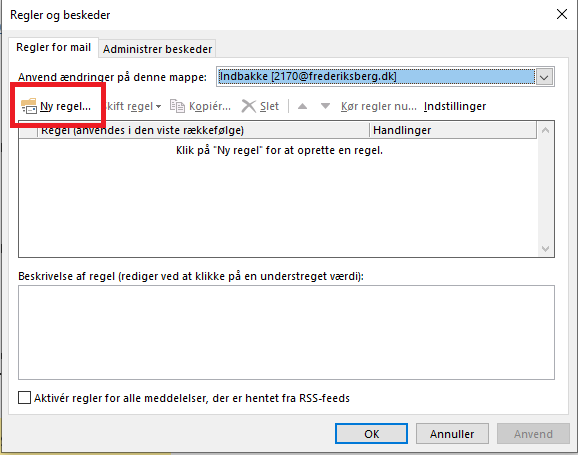 Regler og beskeder
Regler for mail
Administrer beskeder
Anvend ændringer på denne mappe:
Indbakke [2170@frederiksberg.dk]
Ny regel... kift regel Kopiér... Slet Kør regler nu... Indstillinger
Regel (anvendes i den viste rækkefølge) Handlinger
Klik på "Ny regel" for at oprette en regel.
Beskrivelse af regel (rediger ved at klikke på en understreget værdi):
Aktivér regler for alle meddelelser, der er hentet fra RSS-feeds
OK Annuller Anvend